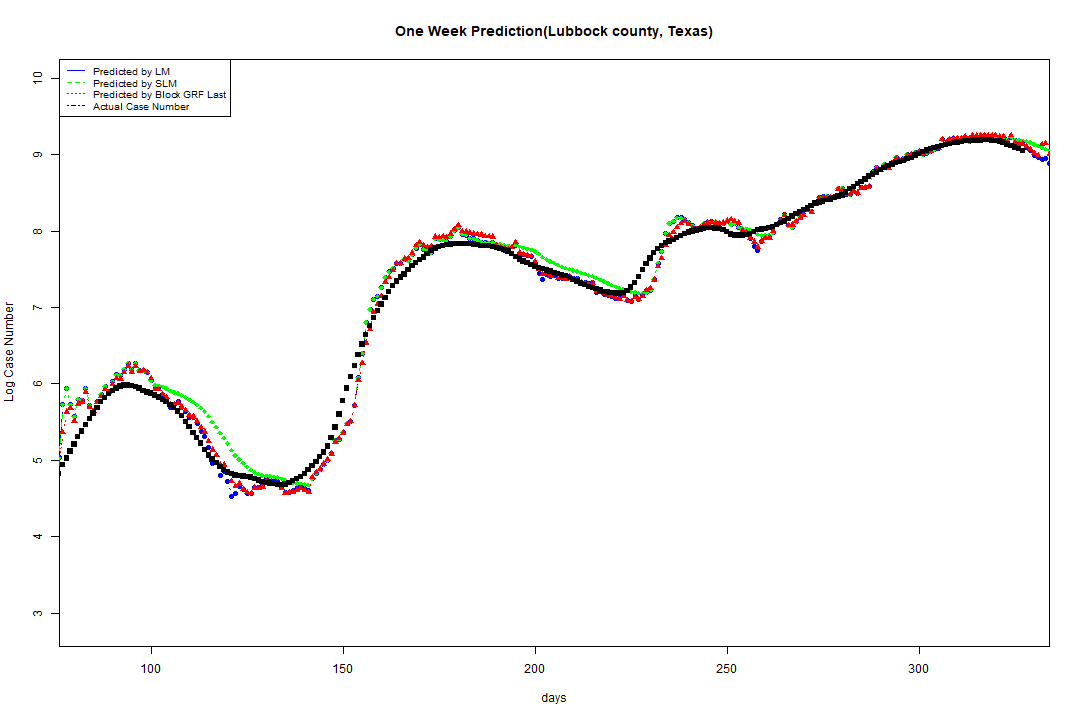 One Week Prediction(Lubbock county, Texas)
Predicted by LM
Predicted by SLM
Predicted by Block GRF Last
Actual Case Number
10
9
8
7
6
5
4
3
Log Case Number
100 150 200 250 300
days